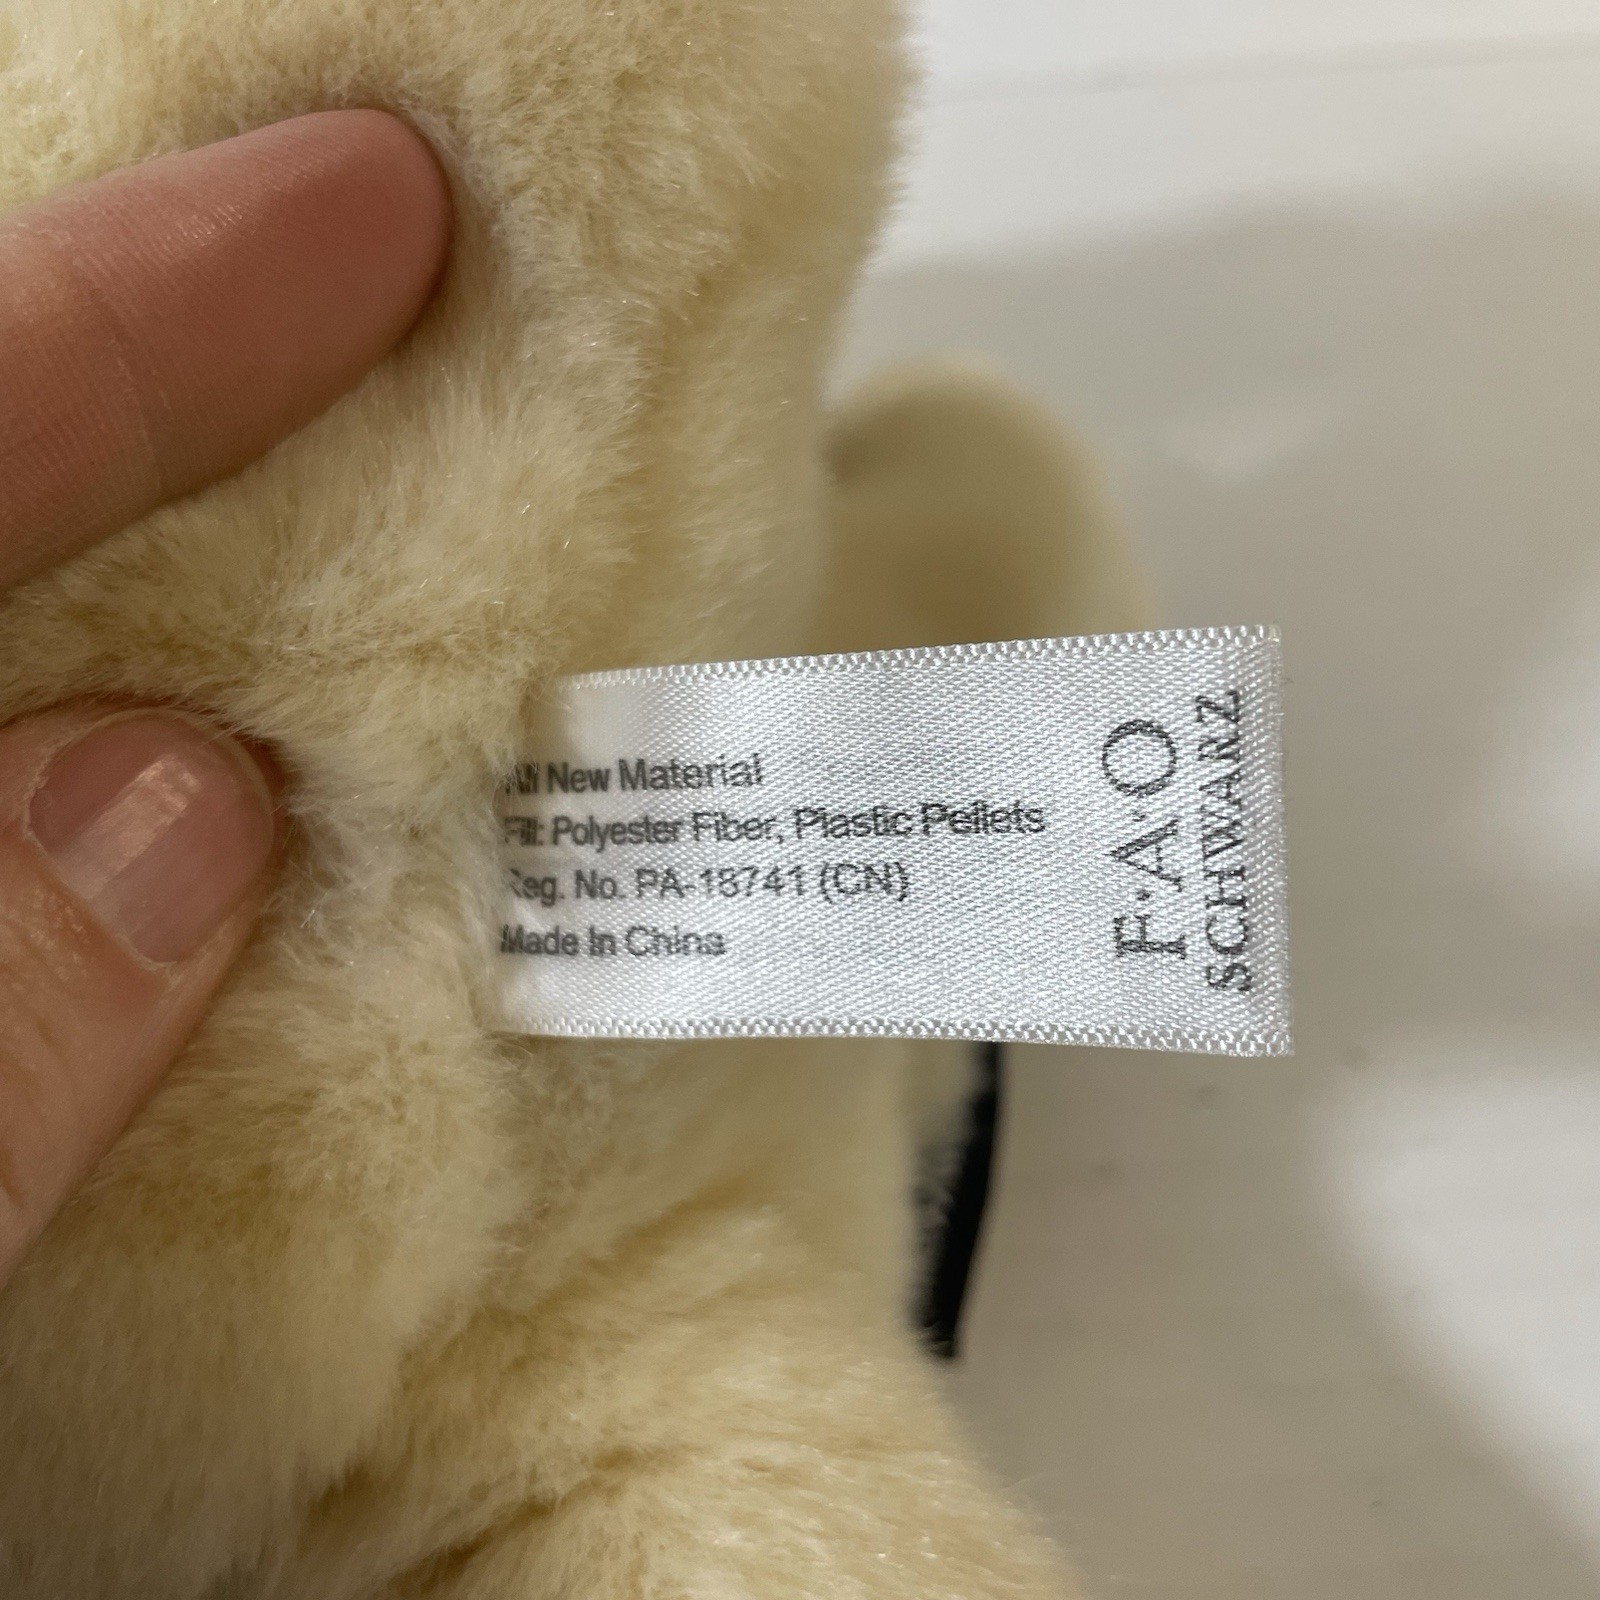 All New Material
Fill: Polyester Fiber, Plastic Pellets
Reg. No. PA-18741 (CN)
Made In China
F·A·O
SCHWARZ